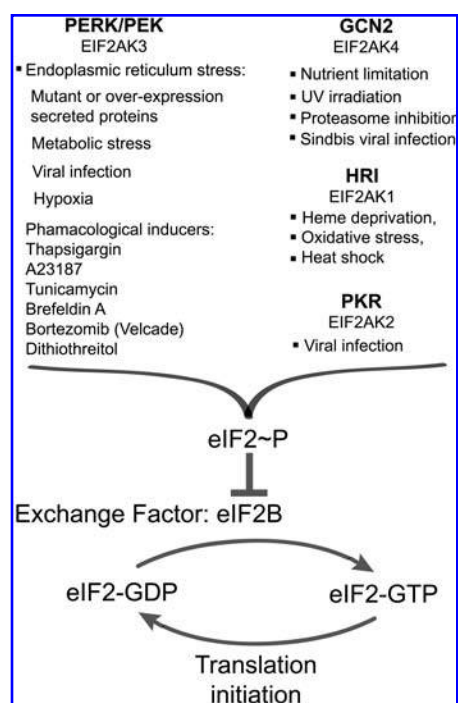 PERK/PEK
EIF2AK3
▪ Endoplasmic reticulum stress:
Mutant or over-expression
secreted proteins
Metabolic stress
Viral infection
Hypoxia
Phamacological inducers:
Thapsigargin
A23187
Tunicamycin
Brefeldin A
Bortezomib (Velcade)
Dithiothreitol
GCN2
EIF2AK4
▪ Nutrient limitation
▪ UV irradiation
▪ Proteasome inhibition
▪ Sindbis viral infection
HRI
EIF2AK1
▪ Heme deprivation,
▪ Oxidative stress,
▪ Heat shock
PKR
EIF2AK2
▪ Viral infection
eIF2~P
Exchange Factor: eIF2B
eIF2-GDP
eIF2-GTP
Translation
initiation